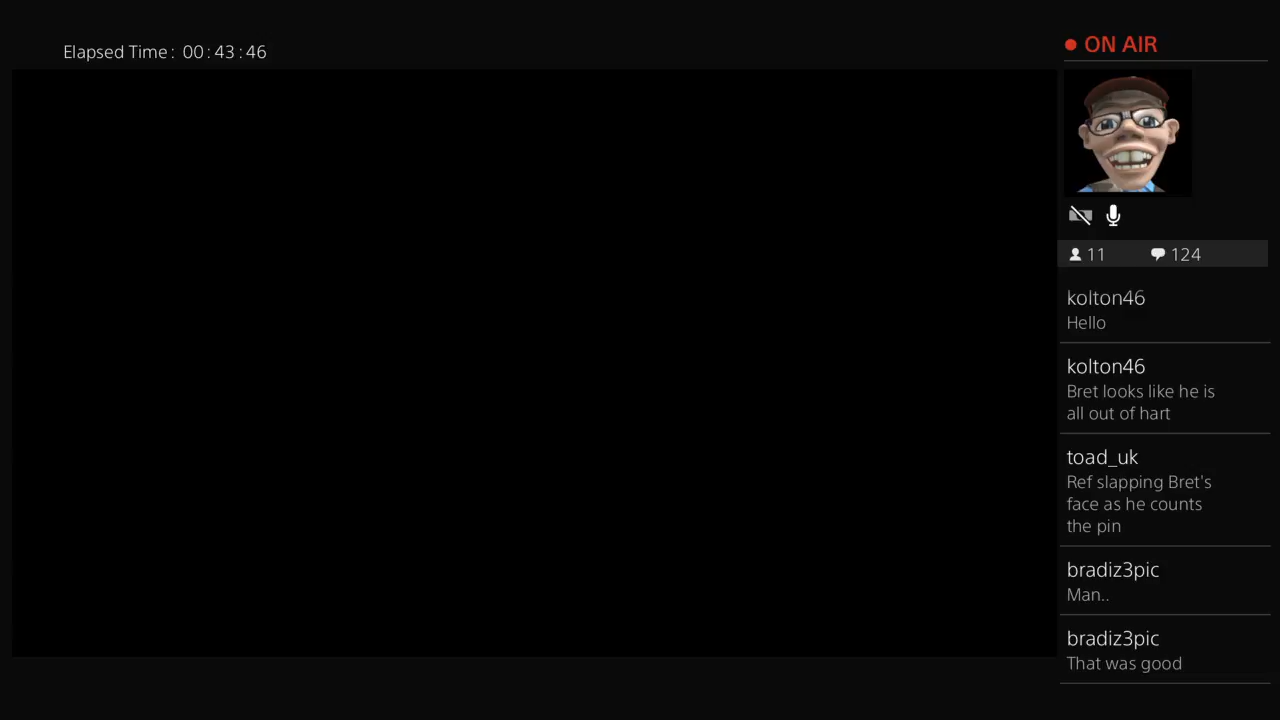 Elapsed Time: 00:43:46
ON AIR
11 124
kolton46
Hello
kolton46
Bret looks like he is
all out of hart
toad_uk
Ref slapping Bret's
face as he counts
the pin
bradiz3pic
Man..
bradiz3pic
That was good